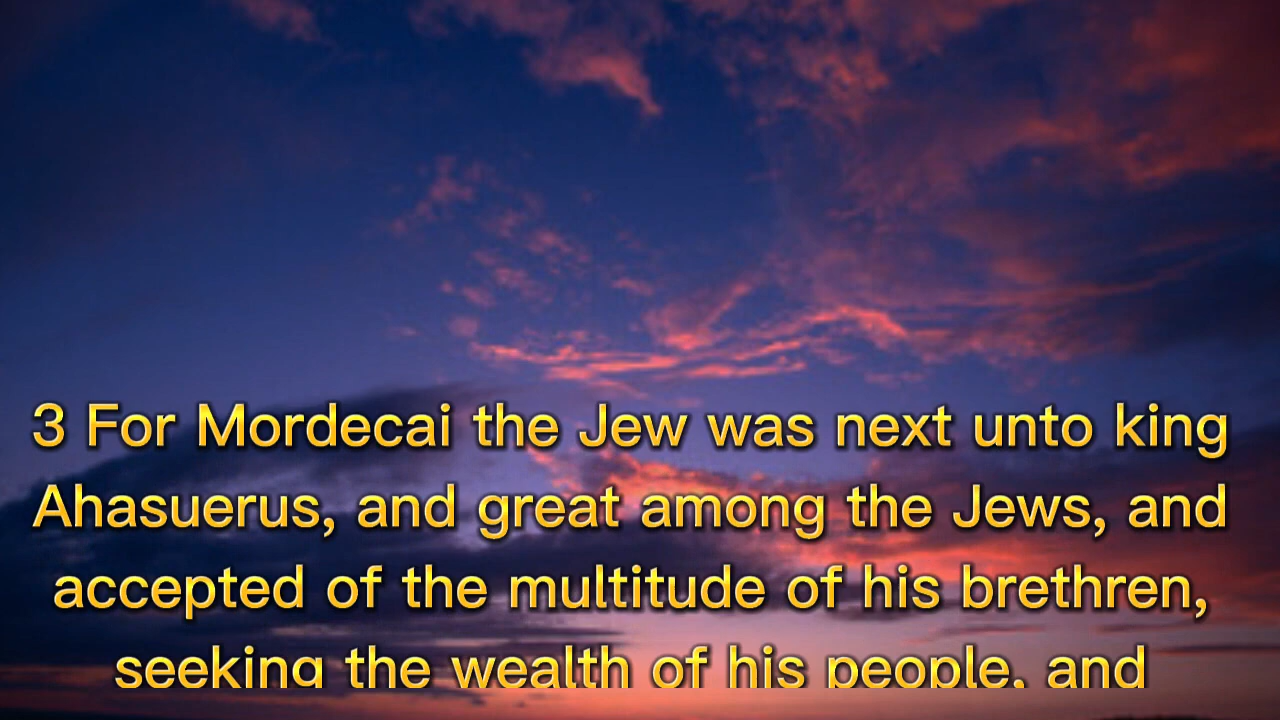 3 For Mordecai the Jew was next unto king
Ahasuerus, and great among the Jews, and
accepted of the multitude of his brethren,
seeking the wealth of his people, and